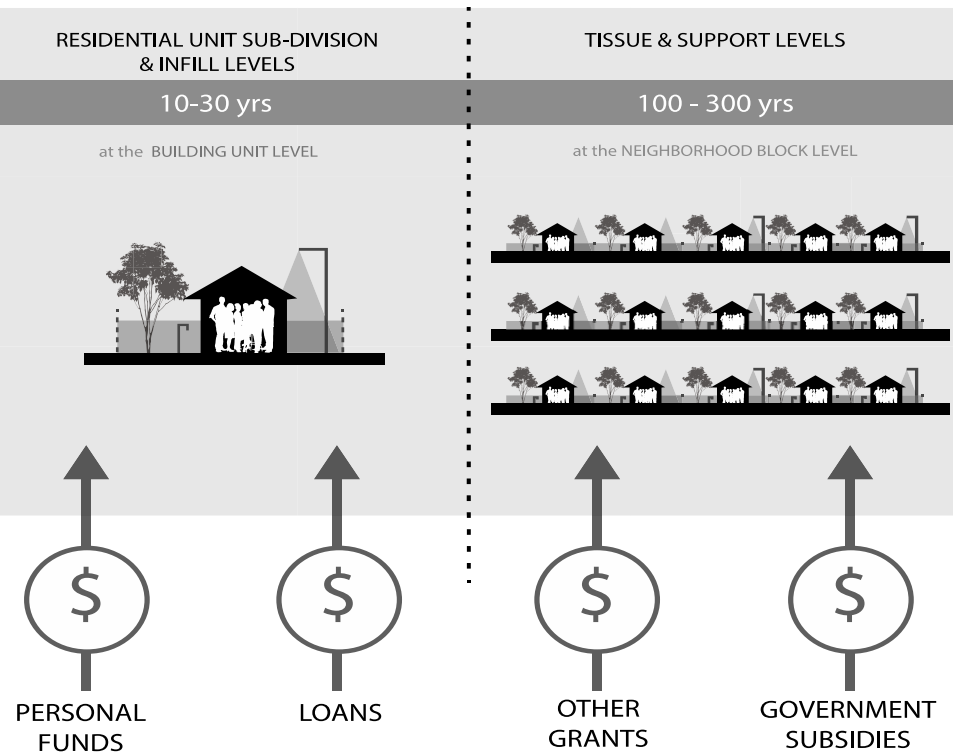 RESIDENTIAL UNIT SUB-DIVISION
& INFILL LEVELS
10-30 yrs
at the BUILDING UNIT LEVEL
TISSUE & SUPPORT LEVELS
100 - 300 yrs
at the NEIGHBORHOOD BLOCK LEVEL
$
$
$
$
PERSONAL
FUNDS
LOANS
OTHER
GRANTS
GOVERNMENT
SUBSIDIES